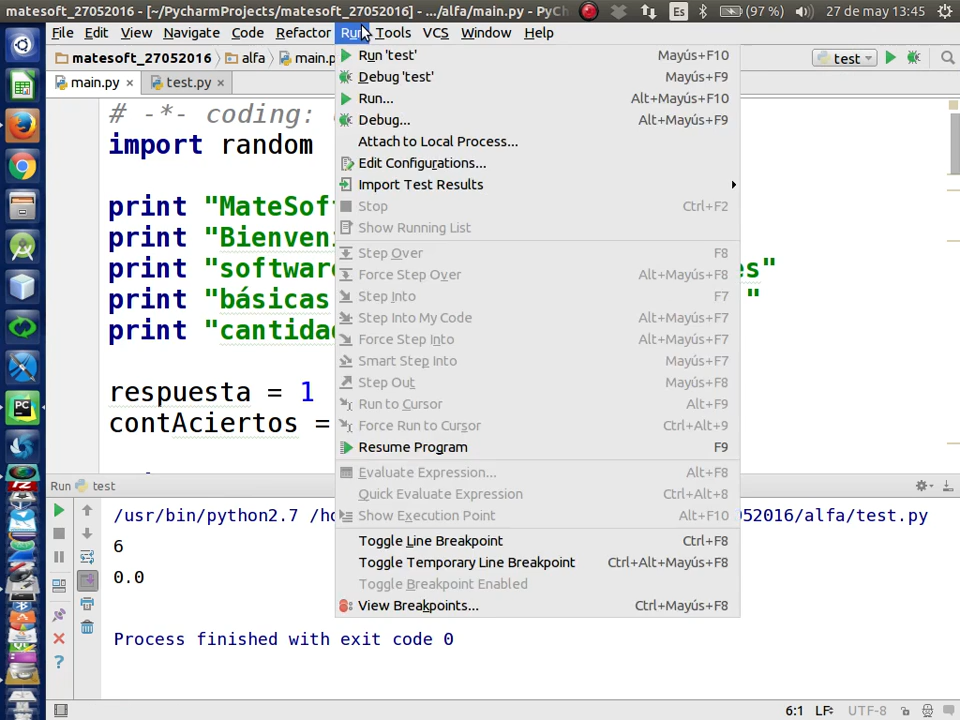 matesoft_27052016 - [~/PycharmProjects/matesoft_27052016] - .../alfa/main.py - PyCh
Es
(97 %)
27 de may 13:45
File Edit View Navigate Code Refactor Run Tools VCS Window Help
matesoft_27052016 alfa main.p
test
main.py × test.py ×
# -*- coding:
import random
print "MateSof
print "Bienveni
print "software es"
print "básicas "
print "cantidad
respuesta = 1
contAciertos =
Run 'test' Mayús+F10
Debug 'test' Mayús+F9
Run... Alt+Mayús+F10
Debug... Alt+Mayús+F9
Attach to Local Process...
Edit Configurations...
Import Test Results
Stop Ctrl+F2
Show Running List
Step Over F8
Force Step Over Alt+Mayús+F8
Step Into F7
Step Into My Code Alt+Mayús+F7
Force Step Into Alt+Mayús+F7
Smart Step Into Mayús+F7
Step Out Mayús+F8
Run to Cursor Alt+F9
Force Run to Cursor Ctrl+Alt+9
Resume Program F9
Evaluate Expression... Alt+F8
Quick Evaluate Expression Ctrl+Alt+8
Show Execution Point Alt+F10
Toggle Line Breakpoint Ctrl+F8
Toggle Temporary Line Breakpoint Ctrl+Alt+Mayús+F8
Toggle Breakpoint Enabled
View Breakpoints... Ctrl+Mayús+F8
Run test
/usr/bin/python2.7 /ho 52016/alfa/test.py
6
0.0
Process finished with exit code 0
6:1 LF÷ UTF-8